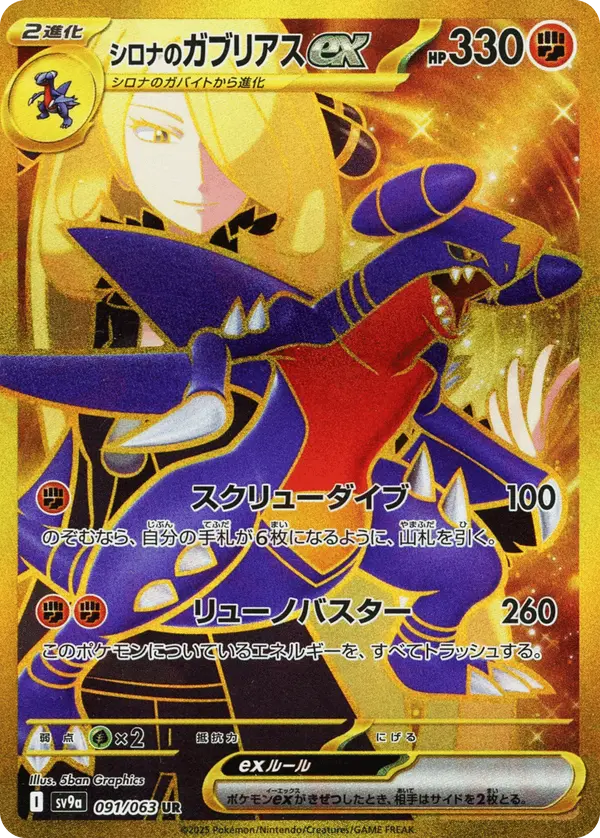 2進化
シロナのガブリアスex
HP330
シロナのガバイトから進化
スクリューダイブ 100
のぞむなら、自分の手札が6枚になるように、山札を引く。
リューノバスター 260
このポケモンについているエネルギーを、すべてトラッシュする。
弱点 ×2 抵抗力 にげる
exルール
ポケモンexがきぜつしたとき、相手はサイドを2枚とる。
Illus. 5ban Graphics
I sv9a 091/063 UR
©2025 Pokémon/Nintendo/Creatures/GAME FREAK